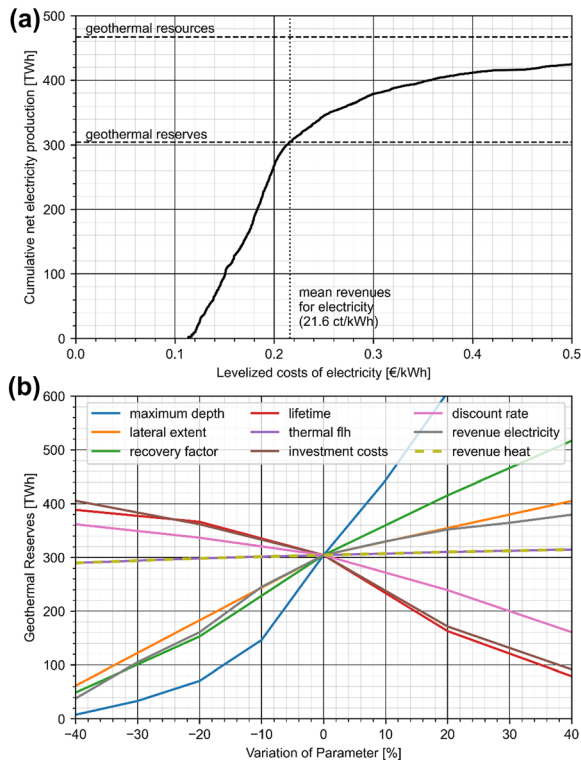 (a)
500
400
300
200
100
0
Cumulative net electricity production [TWh]
geothermal resources
geothermal reserves
mean revenues
for electricity
(21.6 ct/kWh)
0.0 0.1 0.2 0.3 0.4 0.5
Levelized costs of electricity [€/kWh]
(b)
600
500
400
300
200
100
0
Geothermal Reserves [TWh]
maximum depth lifetime discount rate
lateral extent thermal flh revenue electricity
recovery factor investment costs revenue heat
−40 −30 −20 −10 0 10 20 30 40
Variation of Parameter [%]